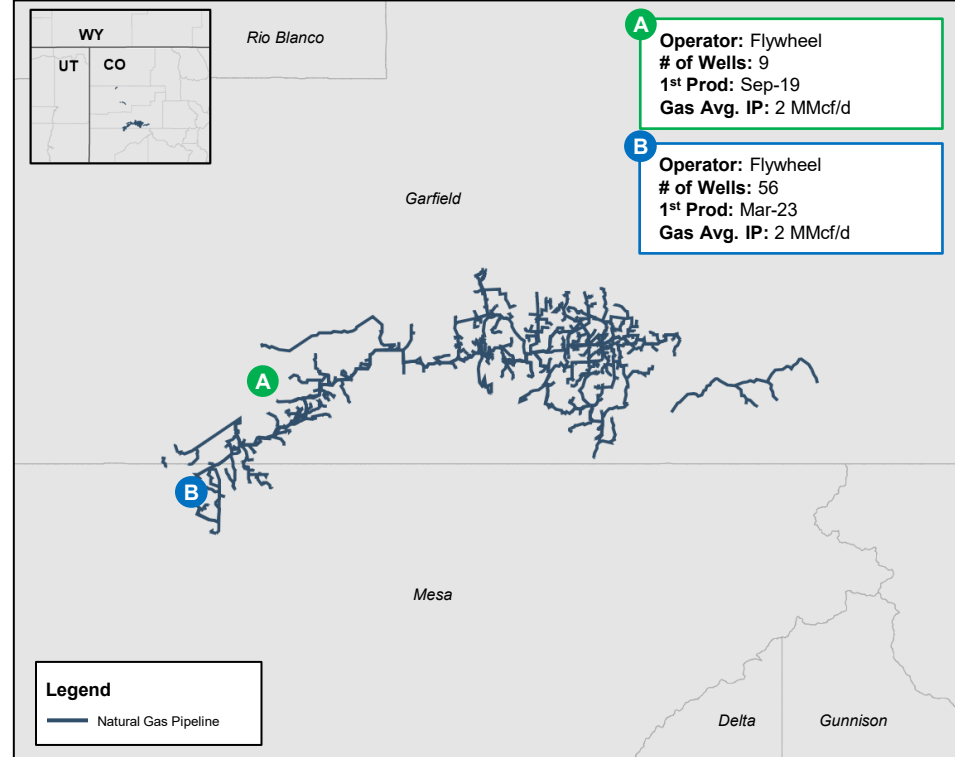 WY
UT
CO
Rio Blanco
A
Operator: Flywheel
# of Wells: 9
1st Prod: Sep-19
Gas Avg. IP: 2 MMcf/d
B
Operator: Flywheel
# of Wells: 56
1st Prod: Mar-23
Gas Avg. IP: 2 MMcf/d
Garfield
A
B
Mesa
Legend
Natural Gas Pipeline
Delta
Gunnison